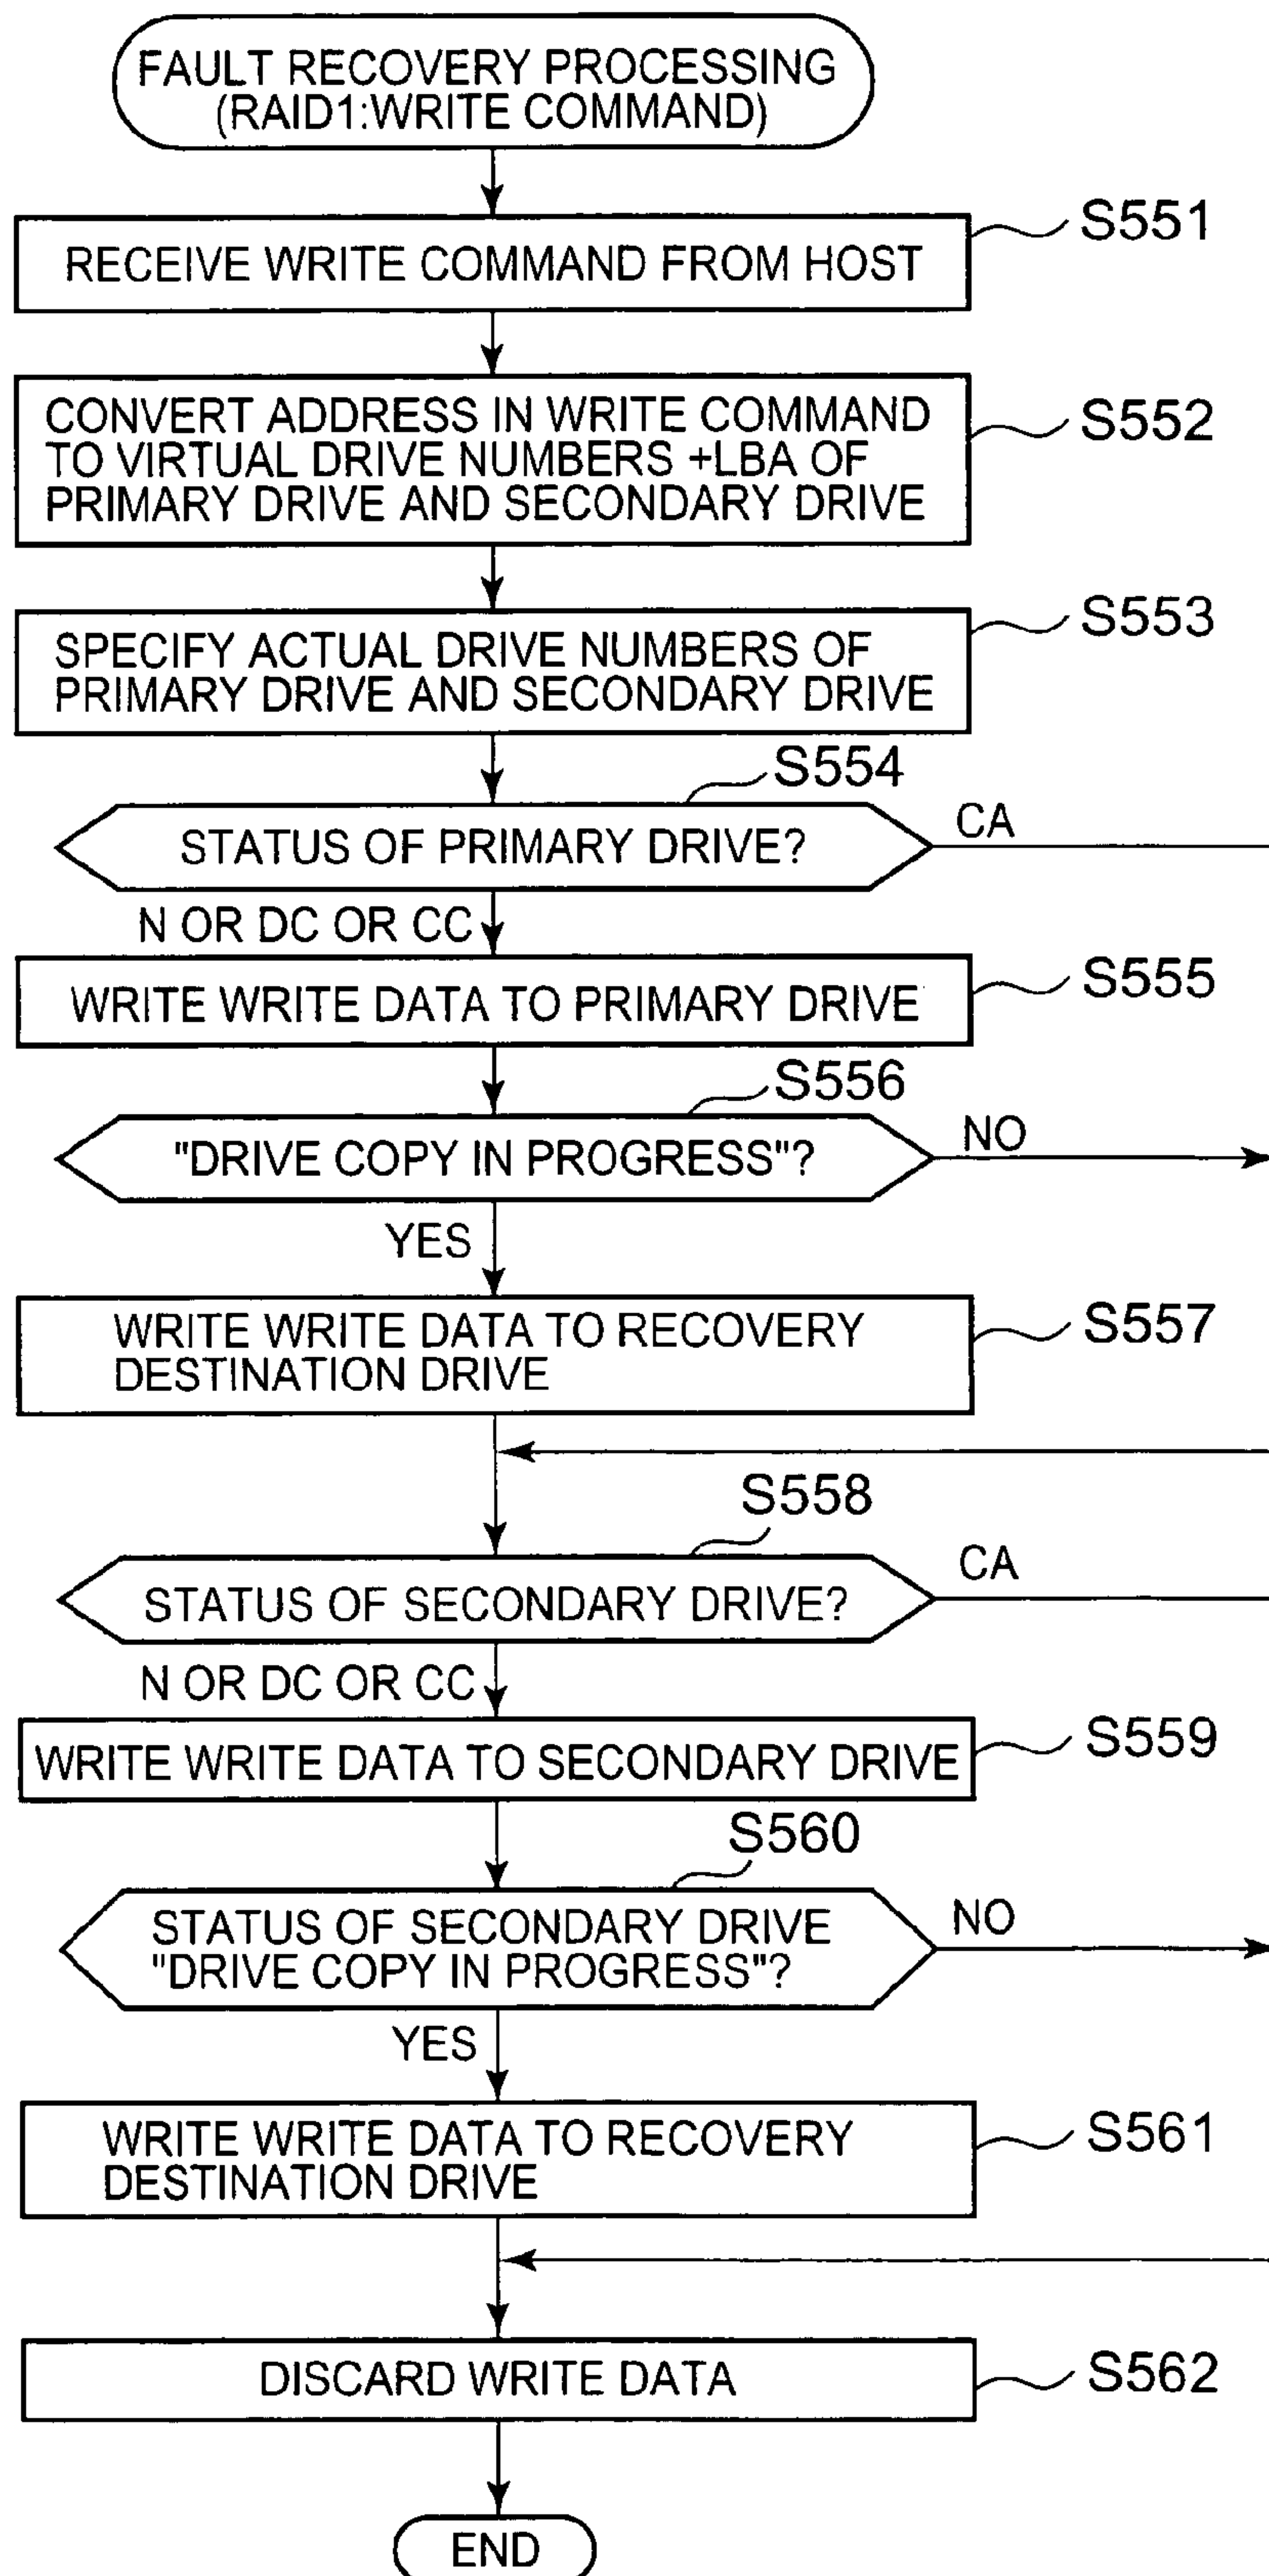 FAULT RECOVERY PROCESSING
(RAID1:WRITE COMMAND)
S551
RECEIVE WRITE COMMAND FROM HOST
S552
CONVERT ADDRESS IN WRITE COMMAND
TO VIRTUAL DRIVE NUMBERS +LBA OF
PRIMARY DRIVE AND SECONDARY DRIVE
S553
SPECIFY ACTUAL DRIVE NUMBERS OF
PRIMARY DRIVE AND SECONDARY DRIVE
S554
STATUS OF PRIMARY DRIVE?
CA
N OR DC OR CC
S555
WRITE WRITE DATA TO PRIMARY DRIVE
S556
"DRIVE COPY IN PROGRESS"?
NO
YES
S557
WRITE WRITE DATA TO RECOVERY
DESTINATION DRIVE
S558
STATUS OF SECONDARY DRIVE?
CA
N OR DC OR CC
S559
WRITE WRITE DATA TO SECONDARY DRIVE
S560
STATUS OF SECONDARY DRIVE
"DRIVE COPY IN PROGRESS"?
NO
YES
S561
WRITE WRITE DATA TO RECOVERY
DESTINATION DRIVE
S562
DISCARD WRITE DATA
END